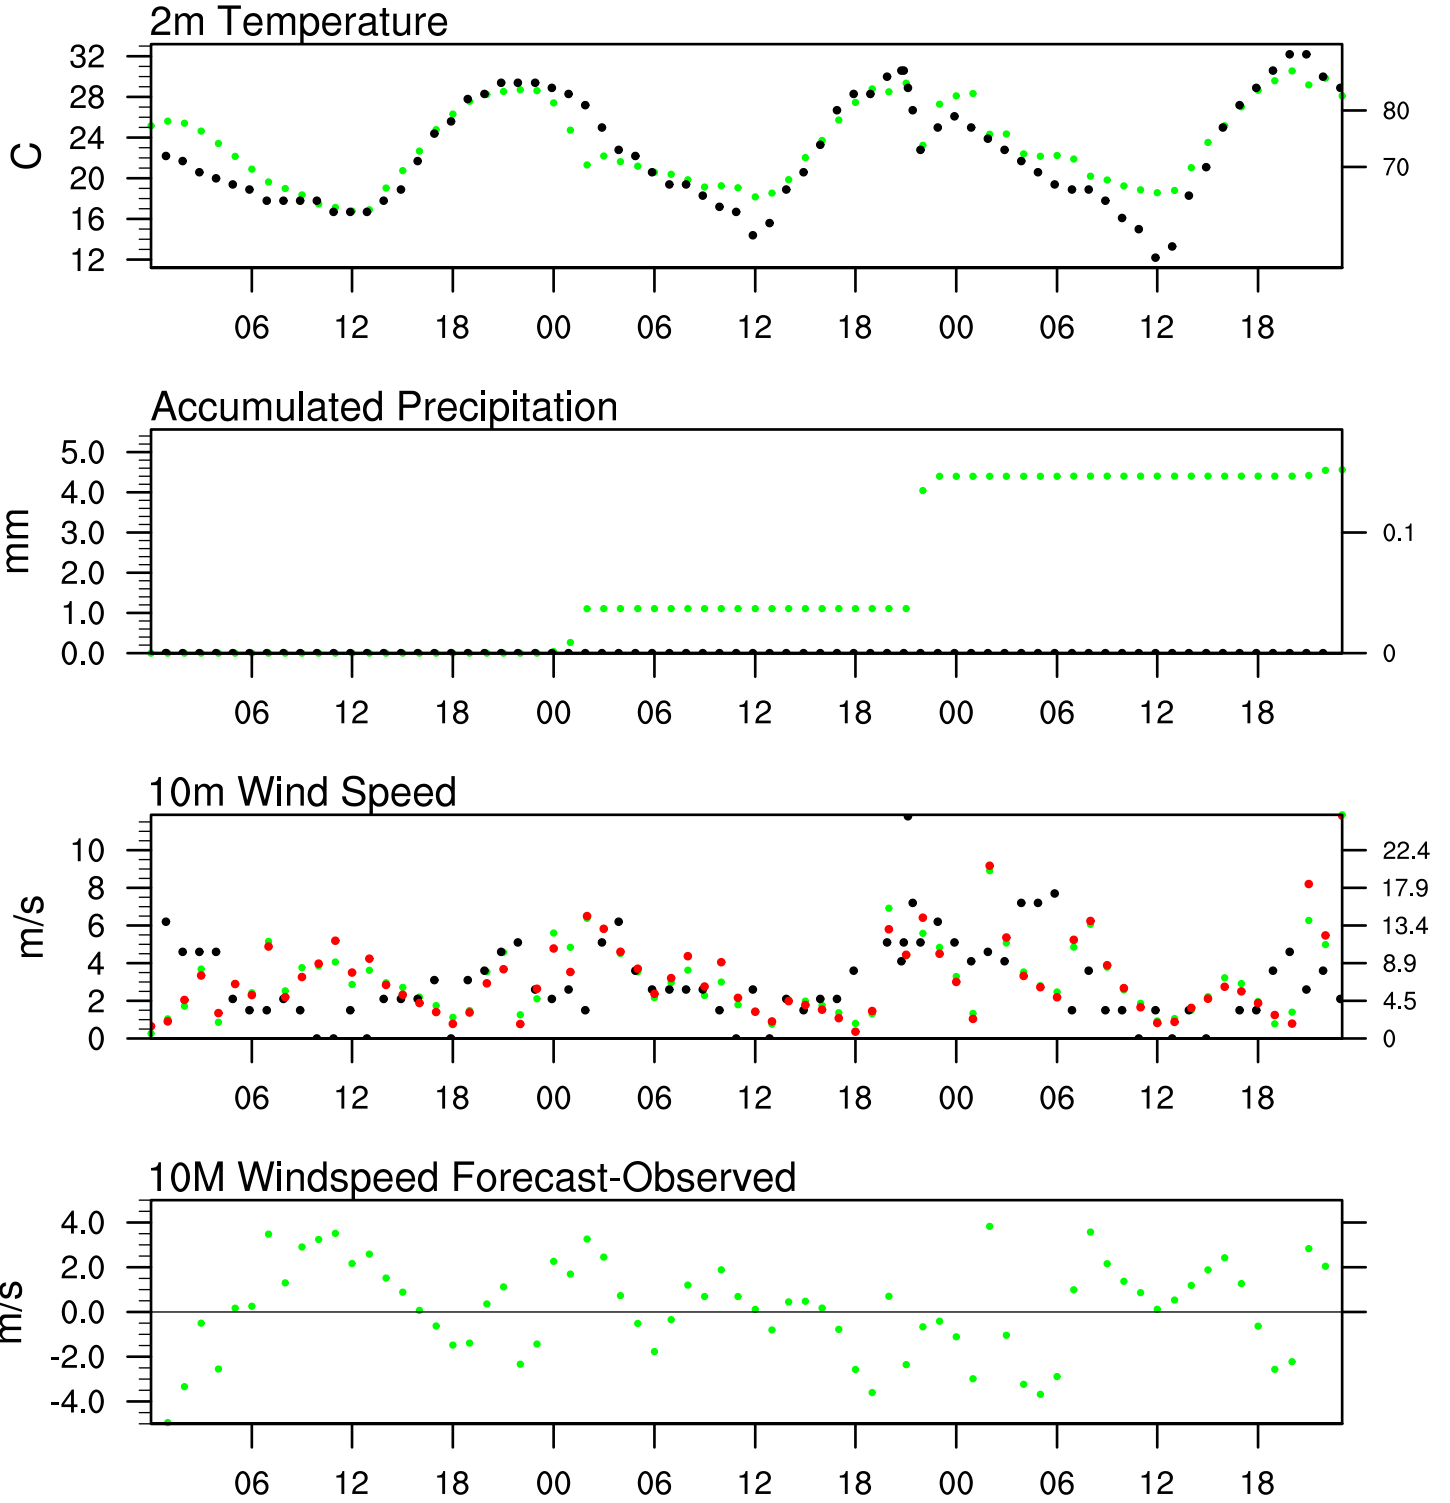 2m Temperature
32
28
24
20
16
12
C
80
70
06 12 18 00 06 12 18 00 06 12 18
Accumulated Precipitation
5.0
4.0
3.0
2.0
1.0
0.0
mm
0.1
0
06 12 18 00 06 12 18 00 06 12 18
10m Wind Speed
10
8
6
4
2
0
m/s
22.4
17.9
13.4
8.9
4.5
0
06 12 18 00 06 12 18 00 06 12 18
10M Windspeed Forecast-Observed
4.0
2.0
0.0
-2.0
-4.0
m/s
06 12 18 00 06 12 18 00 06 12 18